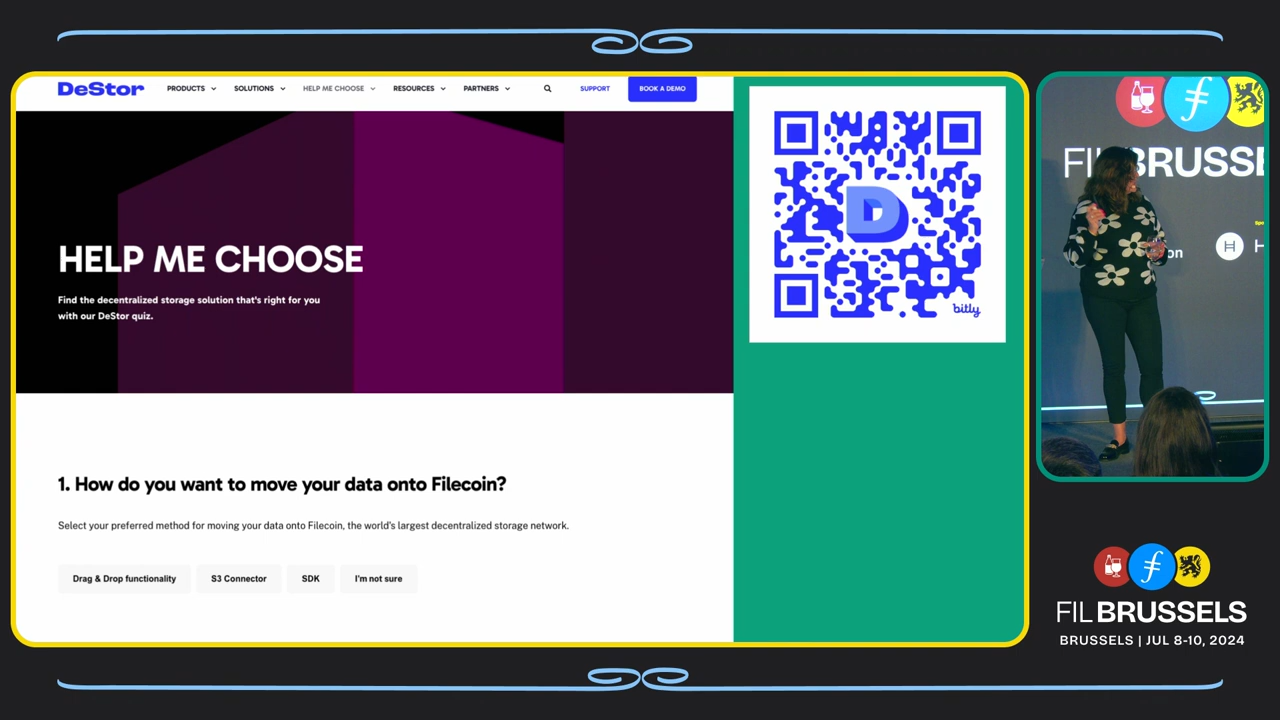 DeStor
PRODUCTS
SOLUTIONS
HELP ME CHOOSE
RESOURCES
PARTNERS
SUPPORT
BOOK A DEMO
HELP ME CHOOSE
Find the decentralized storage solution that's right for you
with our DeStor quiz.
1. How do you want to move your data onto Filecoin?
Select your preferred method for moving your data onto Filecoin, the world's largest decentralized storage network.
Drag & Drop functionality
S3 Connector
SDK
I'm not sure
D
bitly
FIL BRUSSE
on
H
FIL BRUSSELS
BRUSSELS | JUL 8-10, 2024